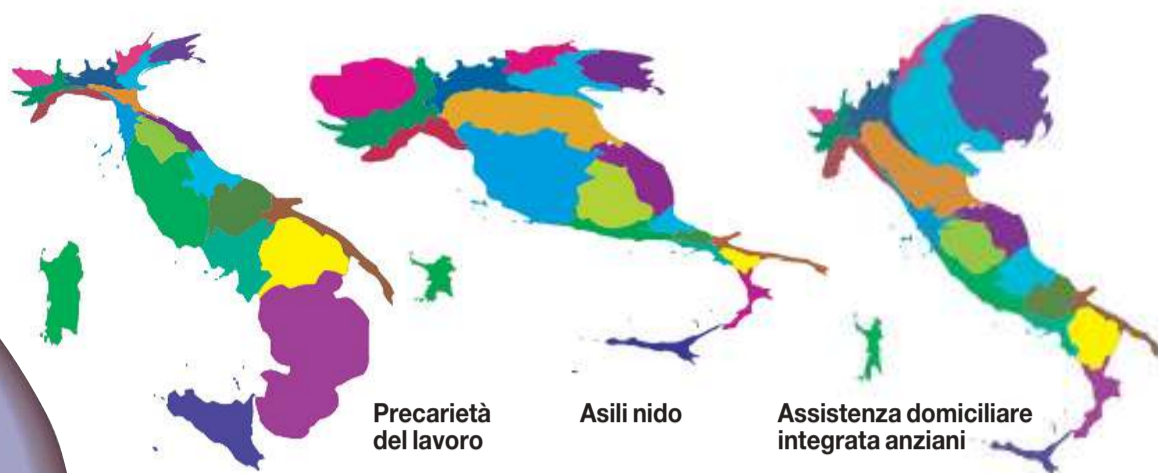 Precarietà
del lavoro
Asili nido
Assistenza domiciliare
integrata anziani